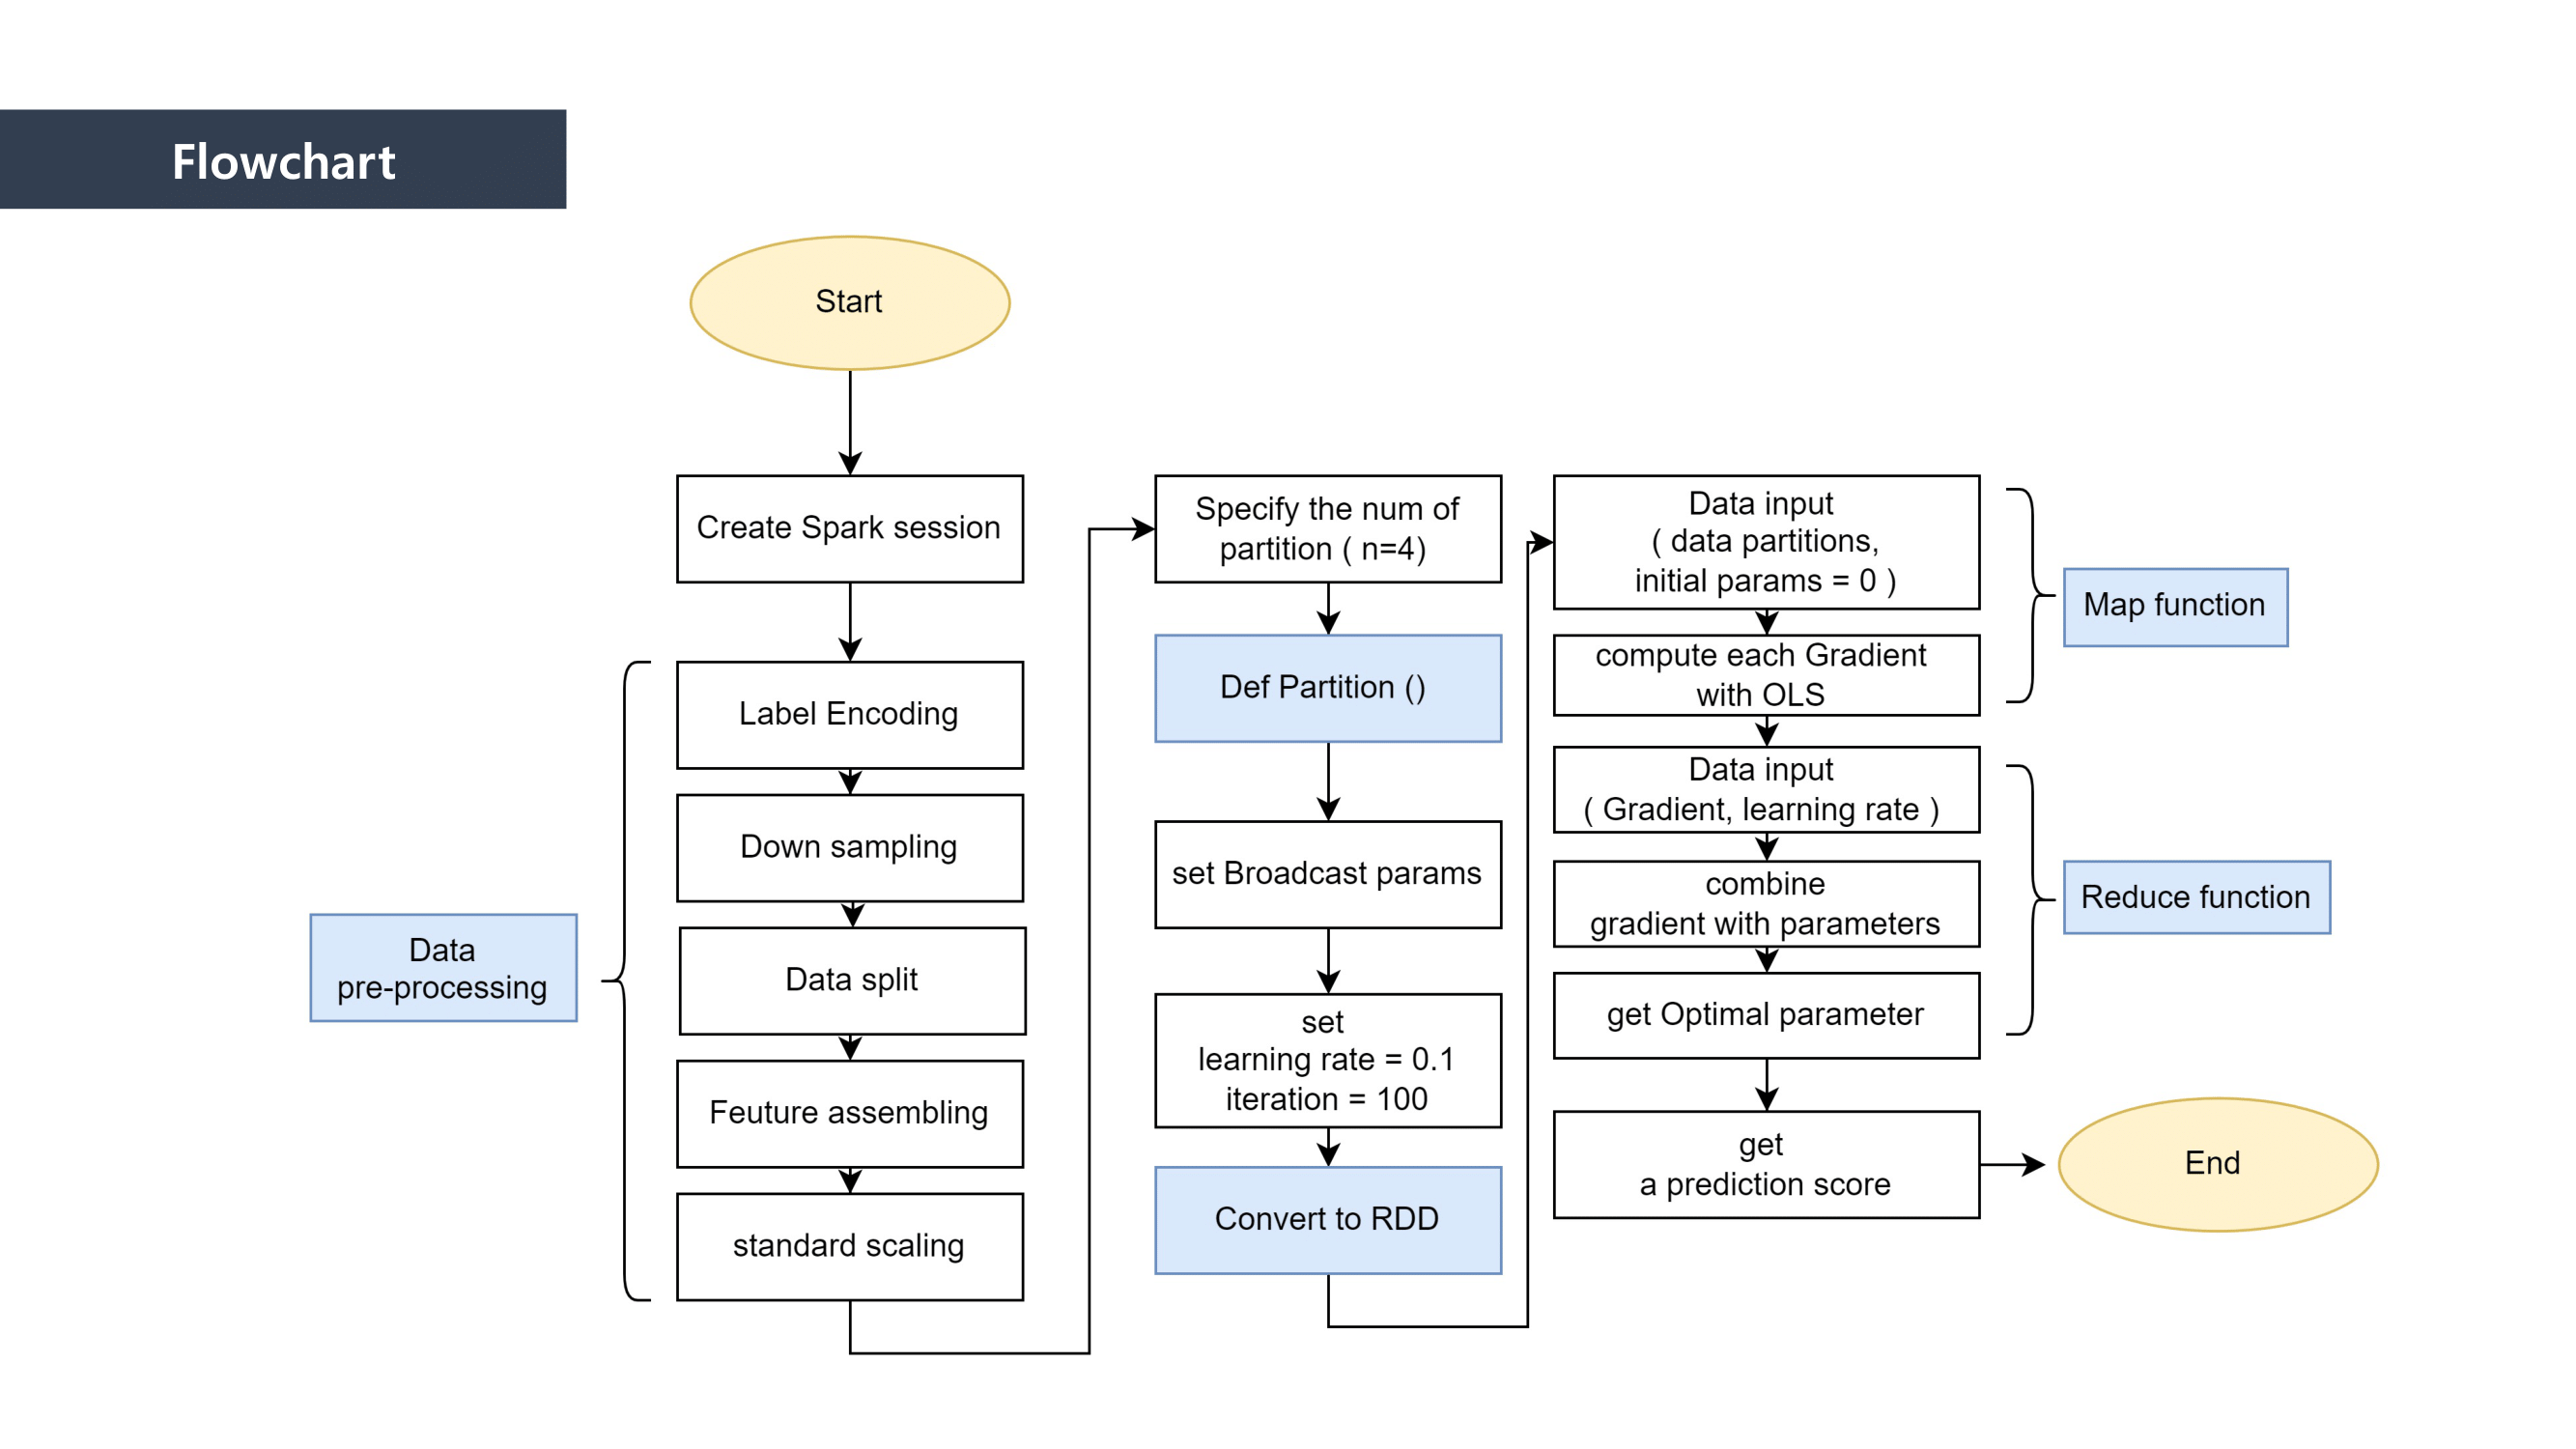 Flowchart
Start
Create Spark session
Label Encoding
Down sampling
Data split
Feuture assembling
standard scaling
Data
pre-processing
Specify the num of
partition ( n=4)
Def Partition ()
set Broadcast params
set
learning rate = 0.1
iteration = 100
Convert to RDD
Data input
( data partitions,
initial params = 0 )
compute each Gradient
with OLS
Map function
Data input
( Gradient, learning rate )
combine
gradient with parameters
get Optimal parameter
Reduce function
get
a prediction score
End